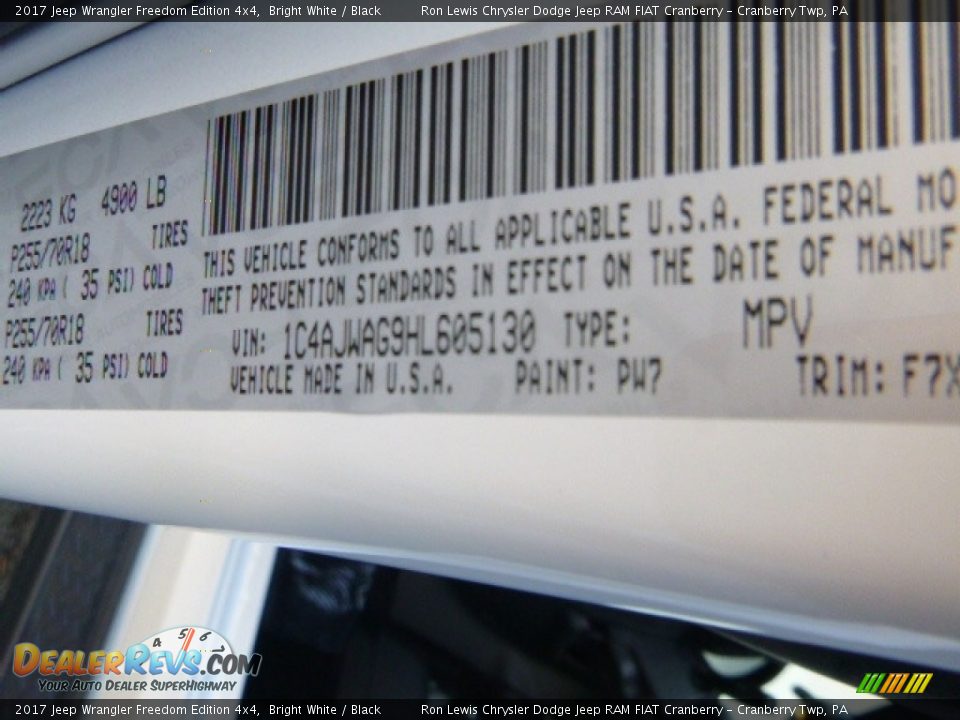 2017 Jeep Wrangler Freedom Edition 4x4, Bright White / Black Ron Lewis Chrysler Dodge Jeep RAM FIAT Cranberry - Cranberry Twp, PA
2223 KG 4900 LB
P255/70R18 TIRES
240 KPA ( 35 PSI) COLD
P255/70R18 TIRES
240 KPA ( 35 PSI) COLD
THIS VEHICLE CONFORMS TO ALL APPLICABLE U.S.A. FEDERAL MO
THEFT PREVENTION STANDARDS IN EFFECT ON THE DATE OF MANUF
VIN: 1C4AJWAG9HL605130 TYPE: MPV
VEHICLE MADE IN U.S.A. PAINT: PW7 TRIM: F7X
4 5 6
DealerRevs.com
Your Auto Dealer SuperHighway
2017 Jeep Wrangler Freedom Edition 4x4, Bright White / Black Ron Lewis Chrysler Dodge Jeep RAM FIAT Cranberry - Cranberry Twp, PA